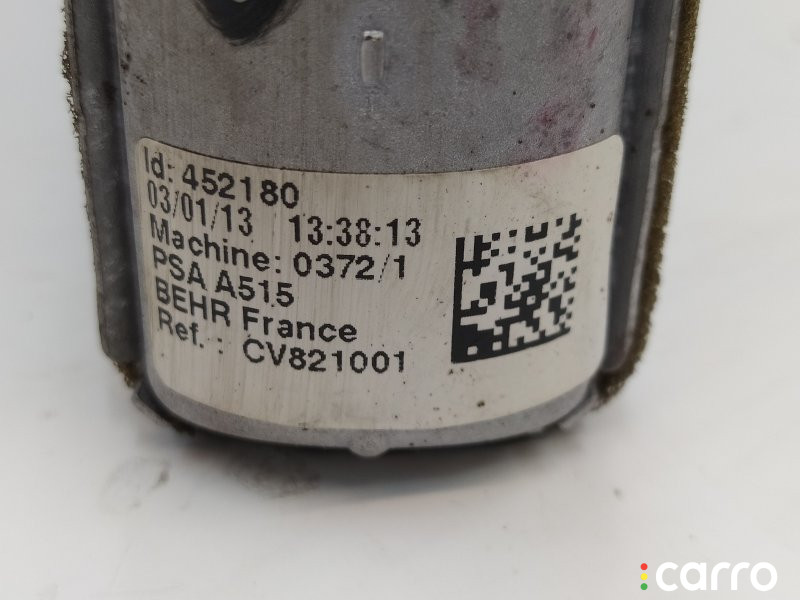 Id: 452180
03/01/13 13:38:13
Machine: 0372/1
PSA A515
BEHR France
Ref. : CV821001
carro